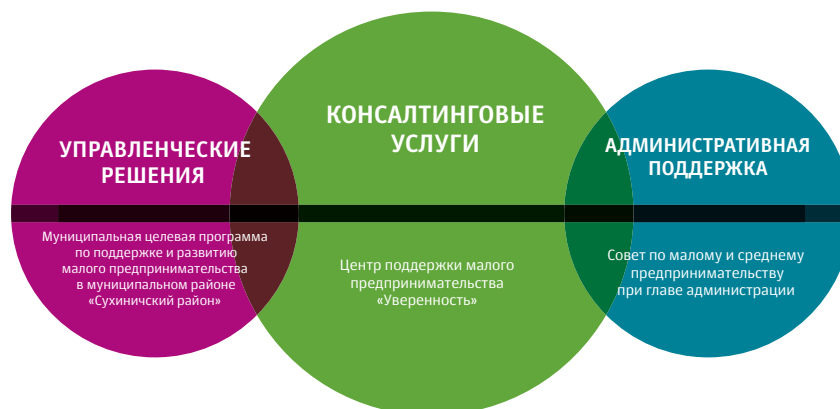 УПРАВЛЕНЧЕСКИЕ
РЕШЕНИЯ
Муниципальная целевая программа
по поддержке и развитию
малого предпринимательства
в муниципальном районе
«Сухиничский район»
КОНСАЛТИНГОВЫЕ
УСЛУГИ
Центр поддержки малого
предпринимательства
«Уверенность»
АДМИНИСТРАТИВНАЯ
ПОДДЕРЖКА
Совет по малому и среднему
предпринимательству
при главе администрации